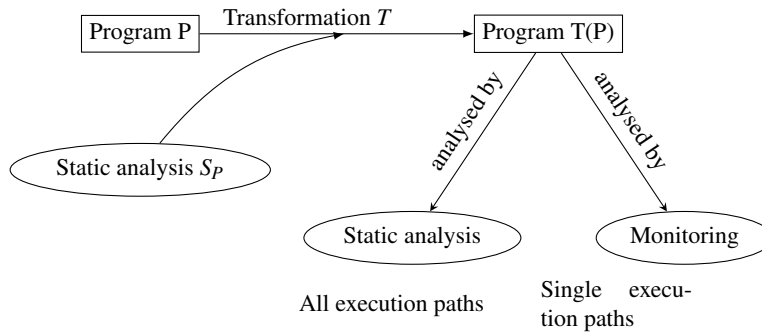 Transformation T
Program P
Program T(P)
analysed by
analysed by
Static analysis S_P
Static analysis
Monitoring
All execution paths
Single execu-
tion paths